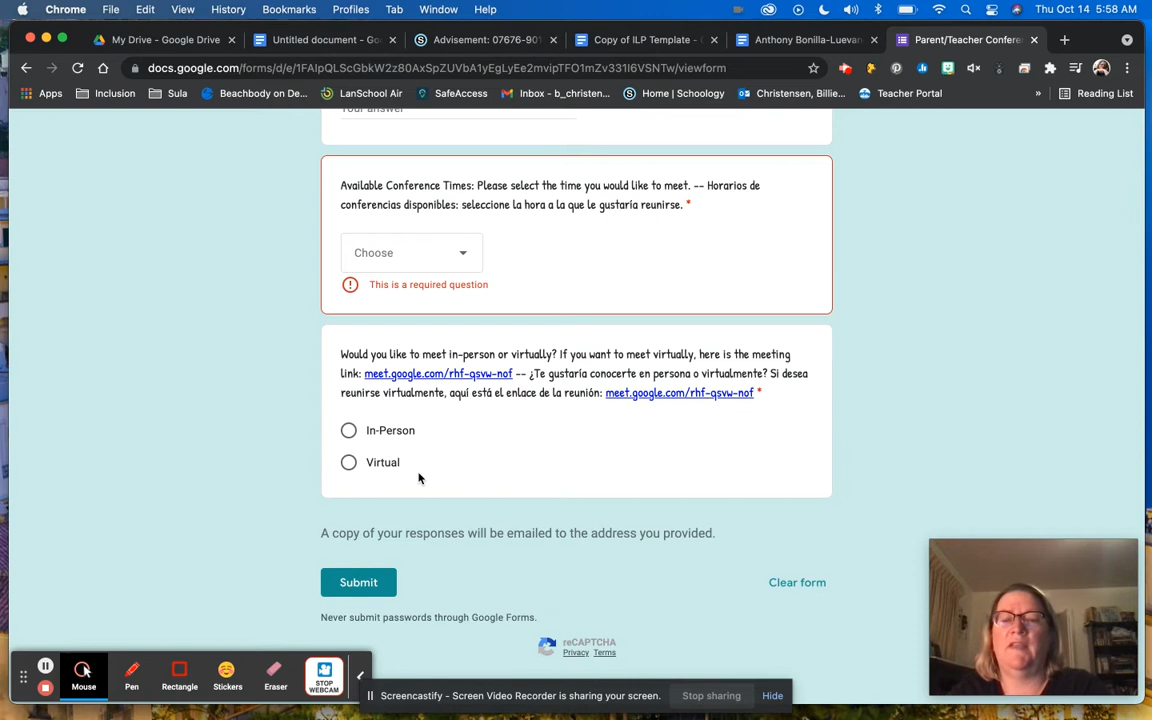 Chrome File Edit View History Bookmarks Profiles Tab Window Help Thu Oct 14 5:58 AM
My Drive - Google Drive Untitled document - Go Advisement: 07676-901 Copy of ILP Template - Anthony Bonilla-Luevan Parent/Teacher Confere
docs.google.com/forms/d/e/1FAIpQLScGbkW2z80AxSpZUVbA1yEgLyEe2mvipTFO1mZv331I6VSNTw/viewform
Apps Inclusion Sula Beachbody on De... LanSchool Air SafeAccess Inbox - b_christen... Home | Schoology Christensen, Billie... Teacher Portal » Reading List
Your answer
Available Conference Times: Please select the time you would like to meet. -- Horarios de
conferencias disponibles: seleccione la hora a la que le gustaría reunirse. *
Choose
This is a required question
Would you like to meet in-person or virtually? If you want to meet virtually, here is the meeting
link: meet.google.com/rhf-qsvw-nof -- ¿Te gustaría conocerte en persona o virtualmente? Si desea
reunirse virtualmente, aquí está el enlace de la reunión: meet.google.com/rhf-qsvw-nof *
In-Person
Virtual
A copy of your responses will be emailed to the address you provided.
Submit Clear form
Never submit passwords through Google Forms.
reCAPTCHA
Privacy Terms
Mouse Pen Rectangle Stickers Eraser STOP WEBCAM
Screencastify - Screen Video Recorder is sharing your screen. Stop sharing Hide